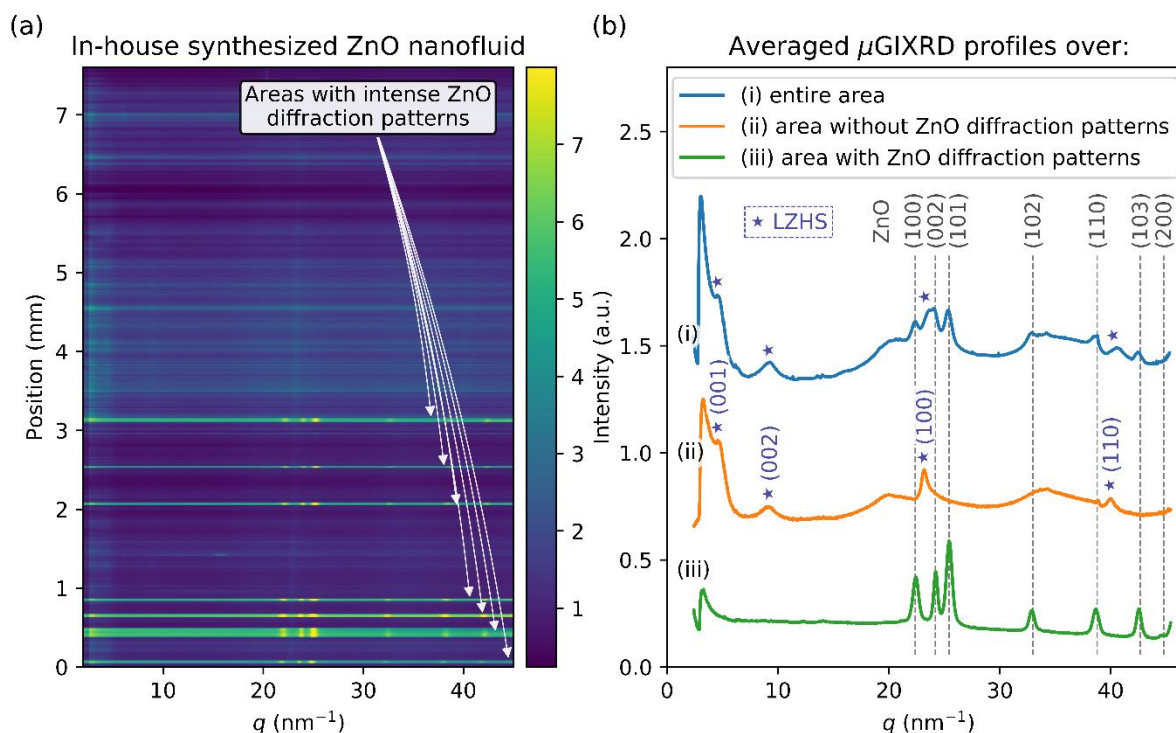 (a)
In-house synthesized ZnO nanofluid
Areas with intense ZnO
diffraction patterns
7
6
5
4
3
2
1
0
Position (mm)
10
20
30
40
q (nm⁻¹)
7
6
5
4
3
2
1
Intensity (a.u.)
(b)
Averaged μGIXRD profiles over:
(i) entire area
(ii) area without ZnO diffraction patterns
(iii) area with ZnO diffraction patterns
★ LZHS
ZnO
(100)
(002)
(101)
(102)
(110)
(103)
(200)
(i)
★
★
★
★
(ii)
★ (001)
★ (002)
★ (100)
★ (110)
(iii)
2.5
2.0
1.5
1.0
0.5
0.0
0
10
20
30
40
q (nm⁻¹)